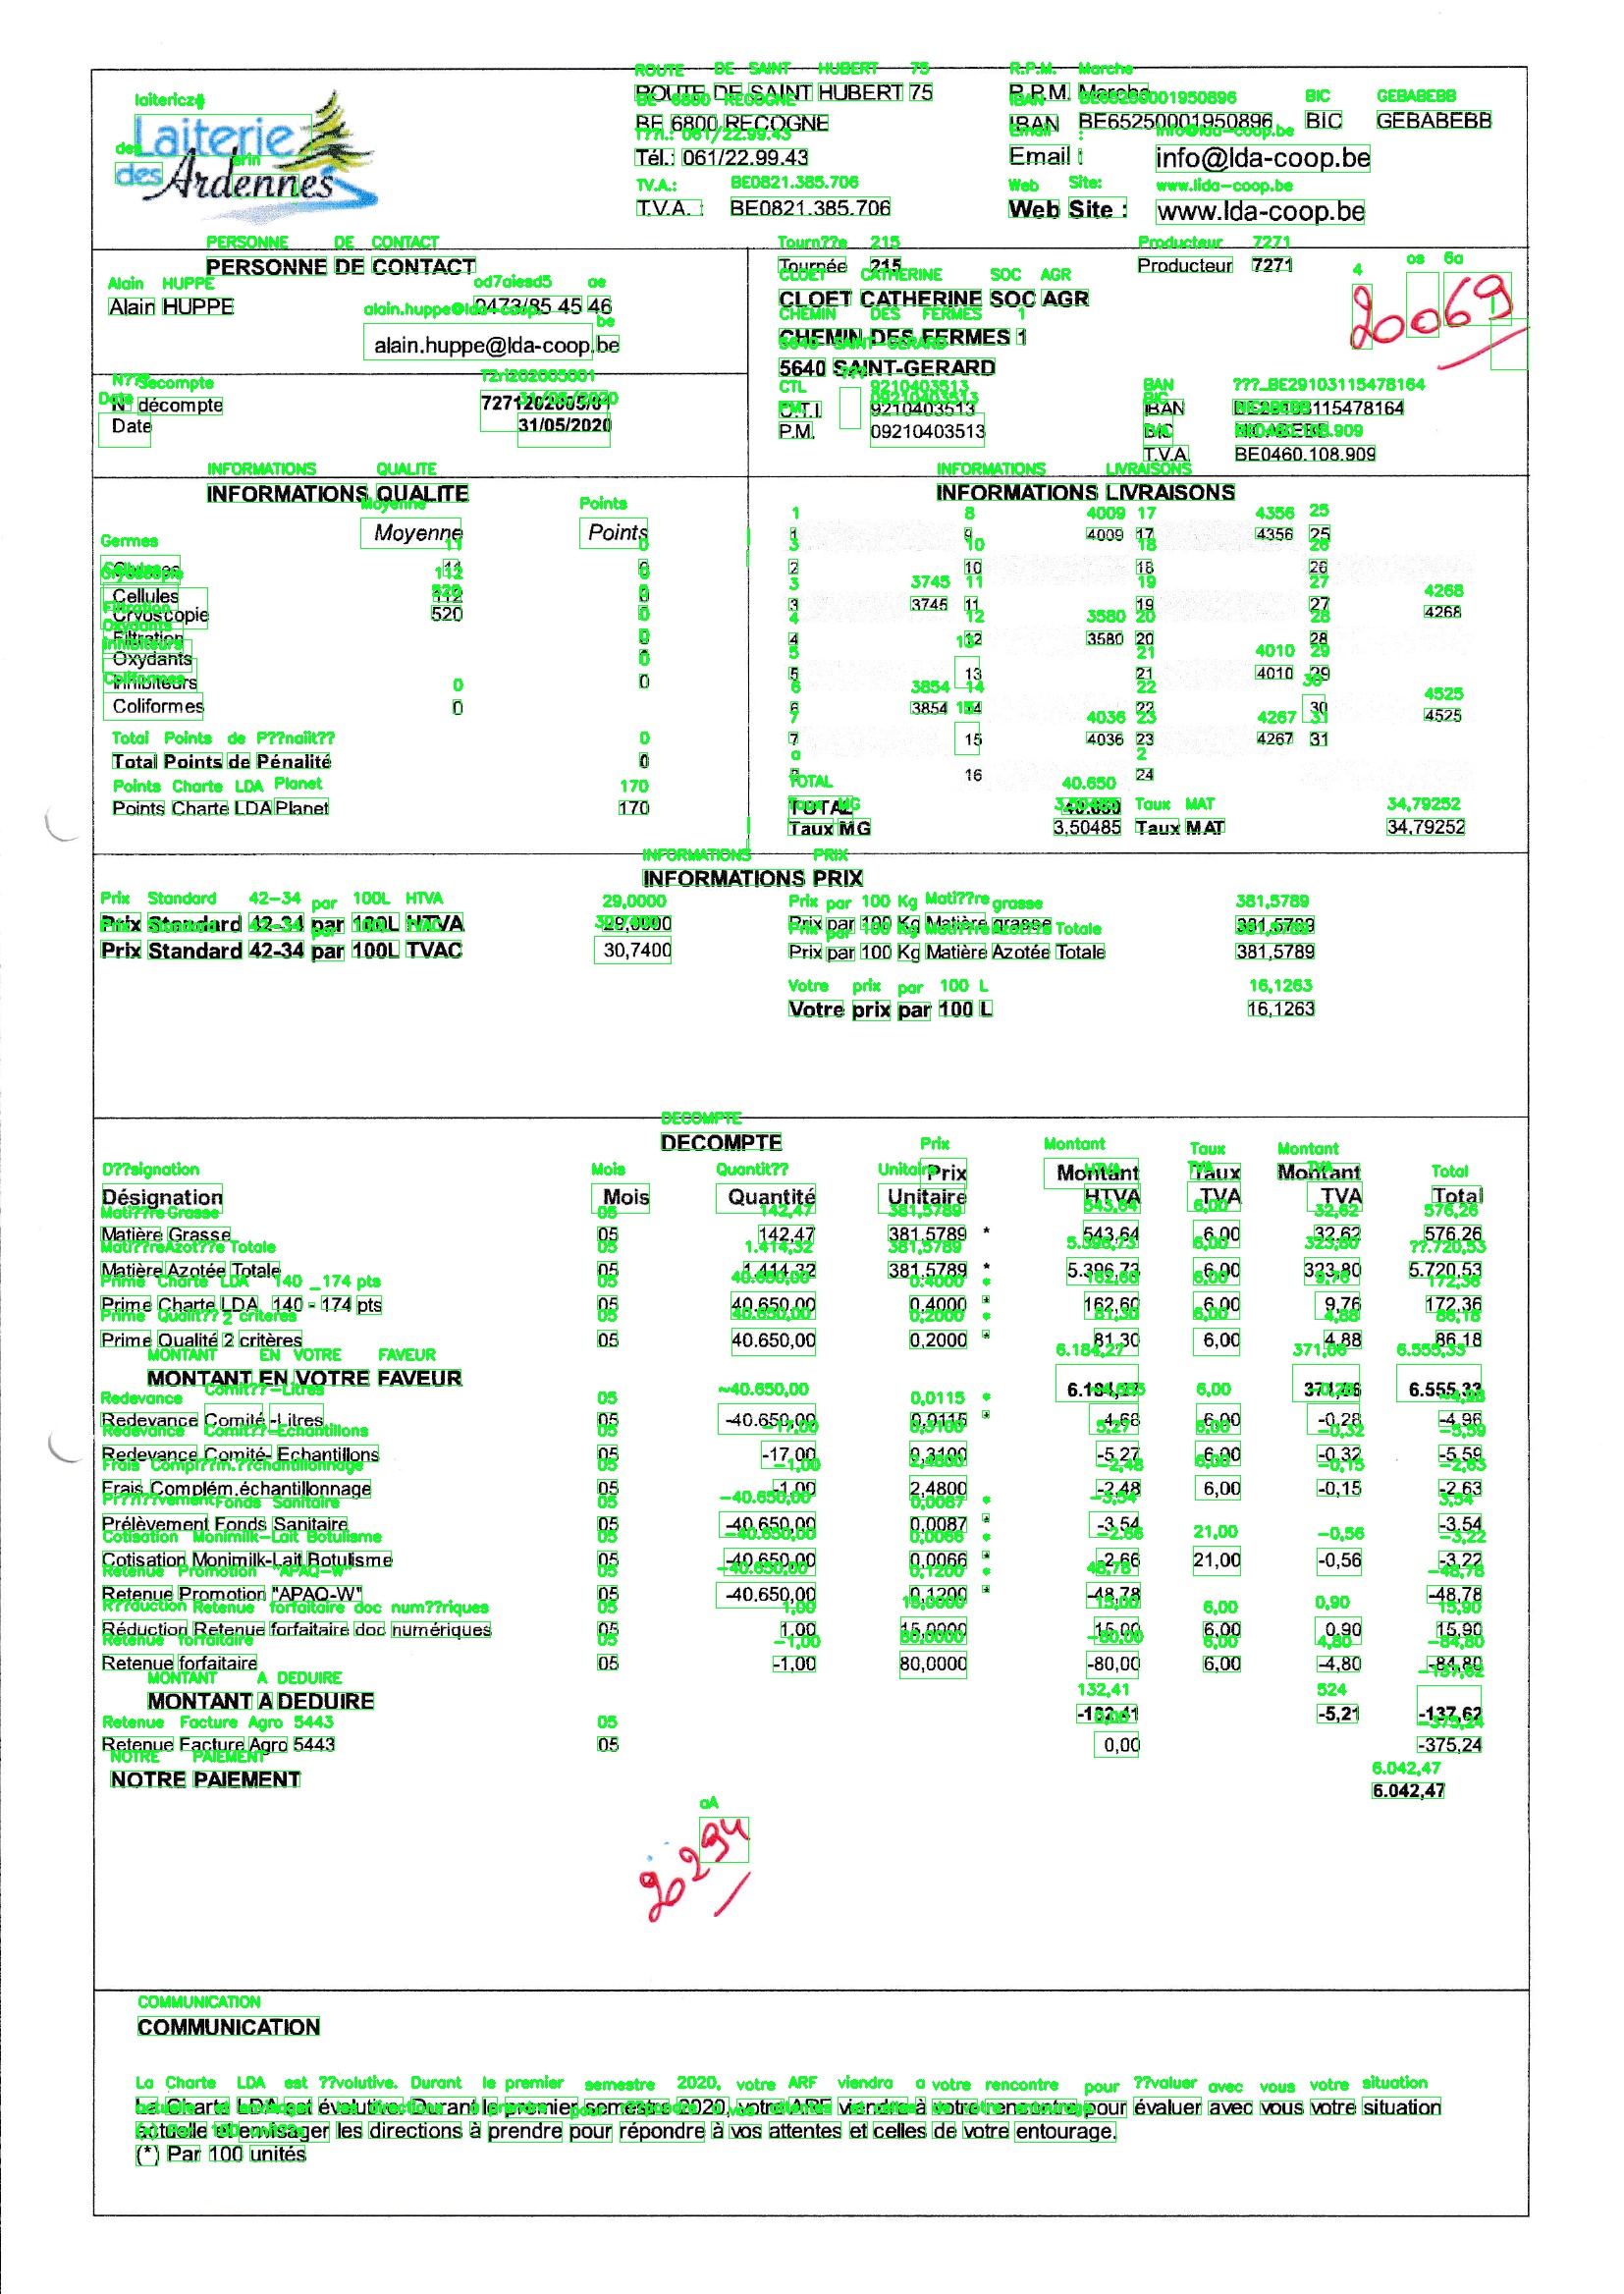 Laiterie
des Ardennes
ROUTE DE SAINT HUBERT 75
BE 6800 RECOGNE
Tél.: 061/22.99.43
T.V.A. : BE0821.385.706
R.P.M. Marche
IBAN BE65250001950896 BIC GEBABEBB
Email : info@lda-coop.be
Web Site : www.lda-coop.be
PERSONNE DE CONTACT
Alain HUPPE 0473/85 45 46
alain.huppe@lda-coop.be
N° décompte 7271202005/01
Date 31/05/2020
Tournée 215 Producteur 7271
CLOET CATHERINE SOC AGR
CHEMIN DES FERMES 1
5640 SAINT-GERARD
20069
C.T.I. 9210403513 IBAN BE29103115478164
P.M. 09210403513 BIC
T.V.A. BE0460.108.909
INFORMATIONS QUALITE
Moyenne Points
Germes 11 0
Cellules 112 0
Cryoscopie 520 0
Filtration 0
Oxydants 0
Inhibiteurs 0
Coliformes 0
Total Points de Pénalité 0
Points Charte LDA Planet 170
INFORMATIONS LIVRAISONS
1 9 4009 17 4356 25
2 10 18 26
3 3745 11 19 27 4268
4 12 3580 20 28
5 13 21 4010 29
6 3854 14 22 30 4525
7 15 4036 23 4267 31
8 16 24
TOTAL 40.650
Taux MG 3,50485 Taux MAT 34,79252
INFORMATIONS PRIX
Prix Standard 42-34 par 100L HTVA 29,0000 Prix par 100 Kg Matière grasse 381,5789
Prix Standard 42-34 par 100L TVAC 30,7400 Prix par 100 Kg Matière Azotée Totale 381,5789
Votre prix par 100 L 16,1263
DECOMPTE
Désignation Mois Quantité Prix Unitaire Montant HTVA Taux TVA Montant TVA Total
Matière Grasse 05 142,47 381,5789 * 543,64 6,00 32,62 576,26
Matière Azotée Totale 05 1.414,32 381,5789 * 5.396,73 6,00 323,80 5.720,53
Prime Charte LDA 140 - 174 pts 05 40.650,00 0,4000 * 162,60 6,00 9,76 172,36
Prime Qualité 2 critères 05 40.650,00 0,2000 * 81,30 6,00 4,88 86,18
MONTANT EN VOTRE FAVEUR 6.184,27 371,06 6.555,33
Redevance Comité -Litres 05 -40.650,00 0,0115 * -4,68 6,00 -0,28 -4,96
Redevance Comité- Echantillons 05 -17,00 0,3100 -5,27 6,00 -0,32 -5,59
Frais Complém.échantillonnage 05 -1,00 2,4800 -2,48 6,00 -0,15 -2,63
Prélèvement Fonds Sanitaire 05 -40.650,00 0,0087 * -3,54 -3,54
Cotisation Monimilk-Lait Botulisme 05 -40.650,00 0,0066 * -2,66 21,00 -0,56 -3,22
Retenue Promotion "APAQ-W" 05 -40.650,00 0,1200 * -48,78 -48,78
Réduction Retenue forfaitaire doc numériques 05 1,00 15,0000 15,00 6,00 0,90 15,90
Retenue forfaitaire 05 -1,00 80,0000 -80,00 6,00 -4,80 -84,80
MONTANT A DEDUIRE -132,41 -5,21 -137,62
Retenue Facture Agro 5443 05 0,00 -375,24
NOTRE PAIEMENT 6.042,47
20294
COMMUNICATION
La Charte LDA est évolutive. Durant le premier semestre 2020, votre ARF viendra à votre rencontre pour évaluer avec vous votre situation
actuelle et envisager les directions à prendre pour répondre à vos attentes et celles de votre entourage.
(*) Par 100 unités